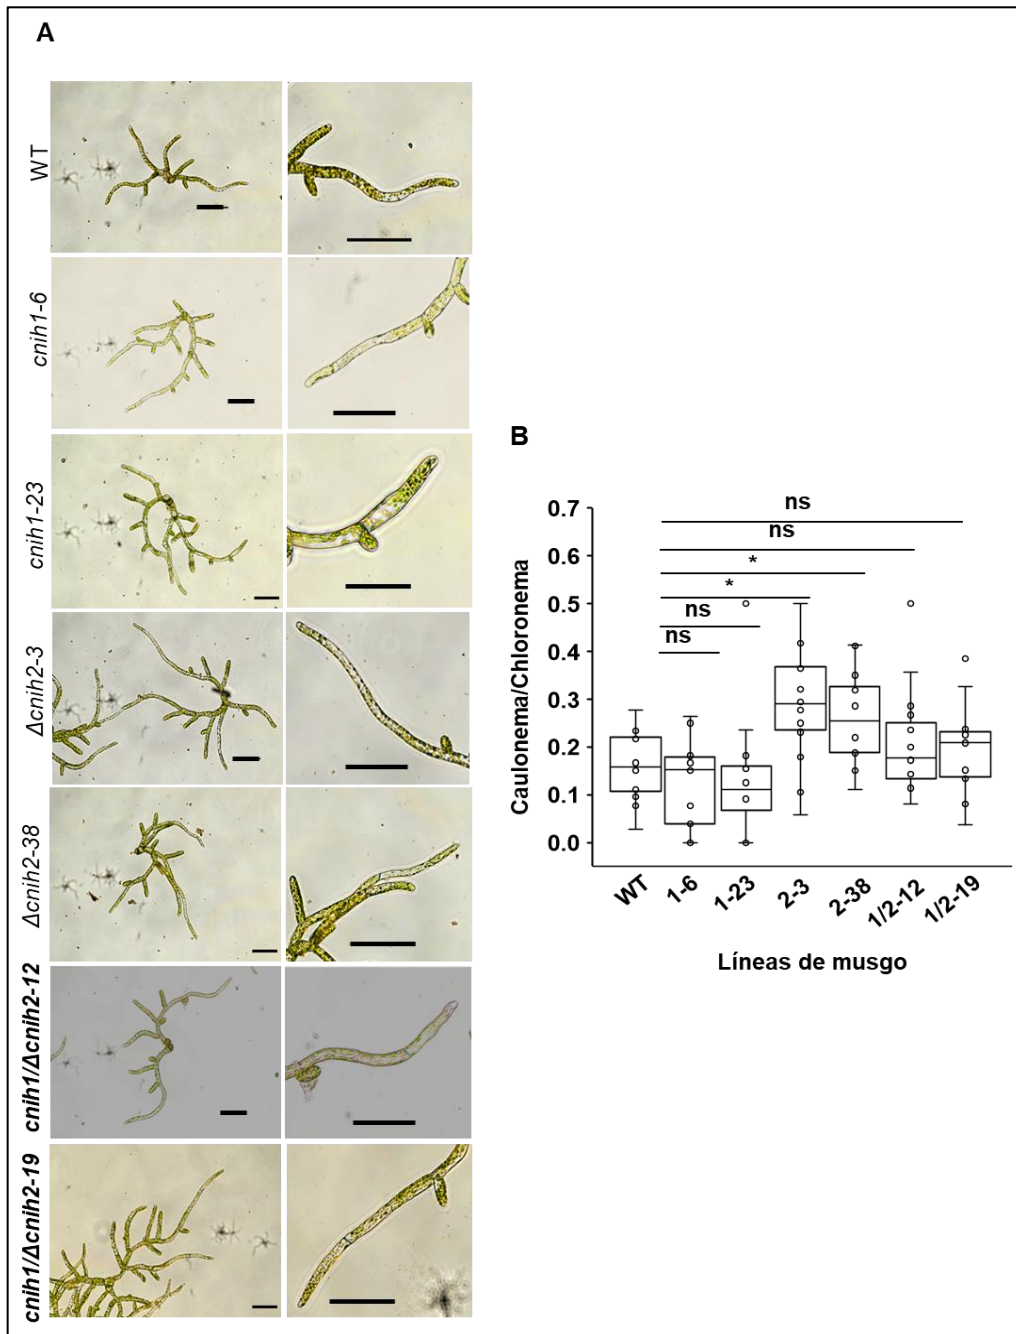 A
WT
cnih1-6
cnih1-23
Δcnih2-3
Δcnih2-38
cnih1/Δcnih2-12
cnih1/Δcnih2-19
B
Caulonema/Chloronema
0.7
0.6
0.5
0.4
0.3
0.2
0.1
0.0
ns
ns
*
*
ns
ns
WT
1-6
1-23
2-3
2-38
1/2-12
1/2-19
Líneas de musgo